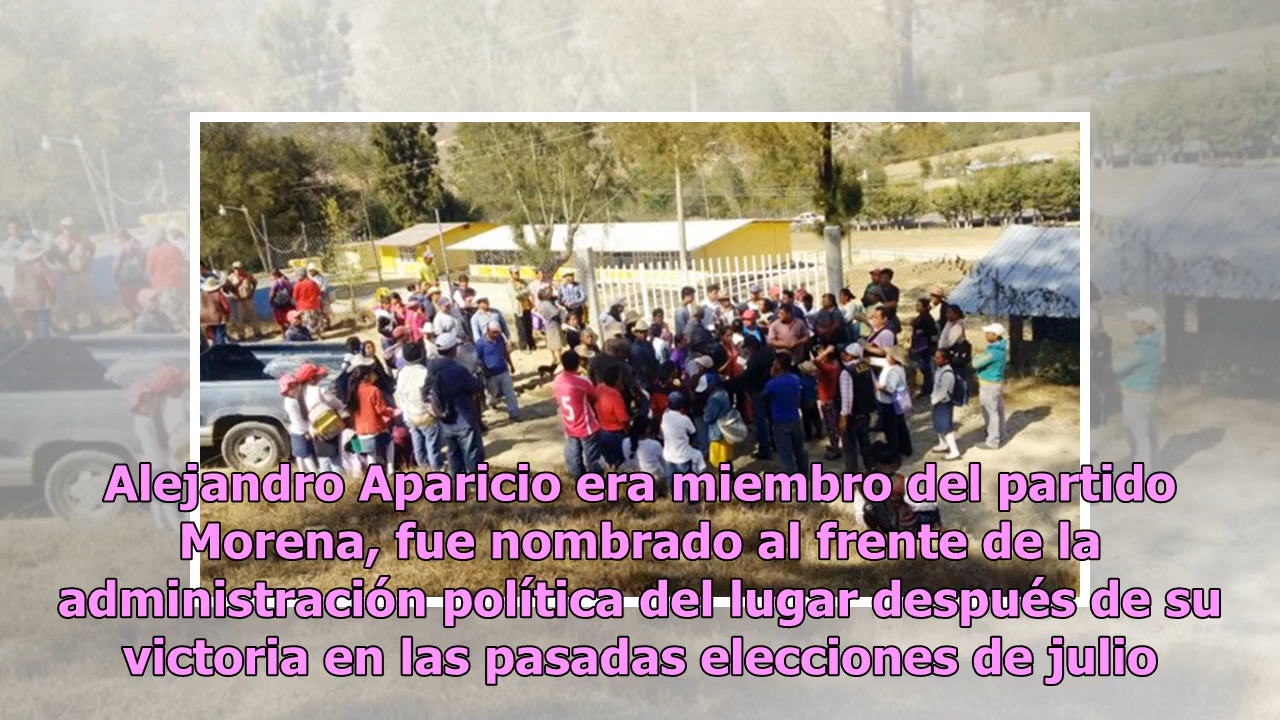 Alejandro Aparicio era miembro del partido
Morena, fue nombrado al frente de la
administración política del lugar después de su
victoria en las pasadas elecciones de julio
5